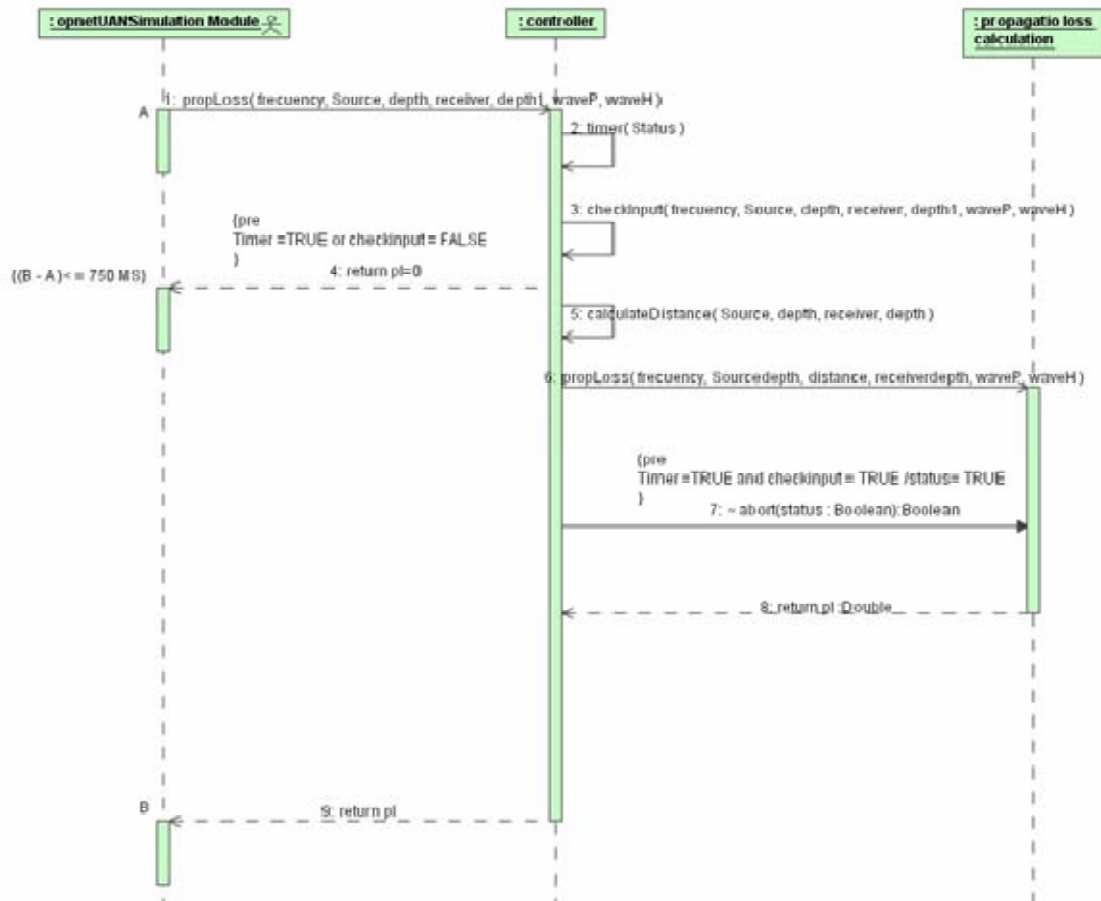 : opnetUANSimulation Module
: controller
: propagatio loss
calculation
A
1: propLoss( frecuency, Source, depth, receiver, depth1, waveP, waveH )
2: timer( Status )
3: checkInput( frecuency, Source, depth, receiver, depth1, waveP, waveH )
{pre
Timer =TRUE or checkinput = FALSE
}
4: return pl=0
{(B - A)<= 750 MS}
5: calculateDistance( Source, depth, receiver, depth )
6: propLoss( frecuency, Sourcedepth, distance, receiverdepth, waveP, waveH )
{pre
Timer =TRUE and checkinput = TRUE /status= TRUE
}
7: ~ abort(status : Boolean): Boolean
8: return pl :Double
B
9: return pl